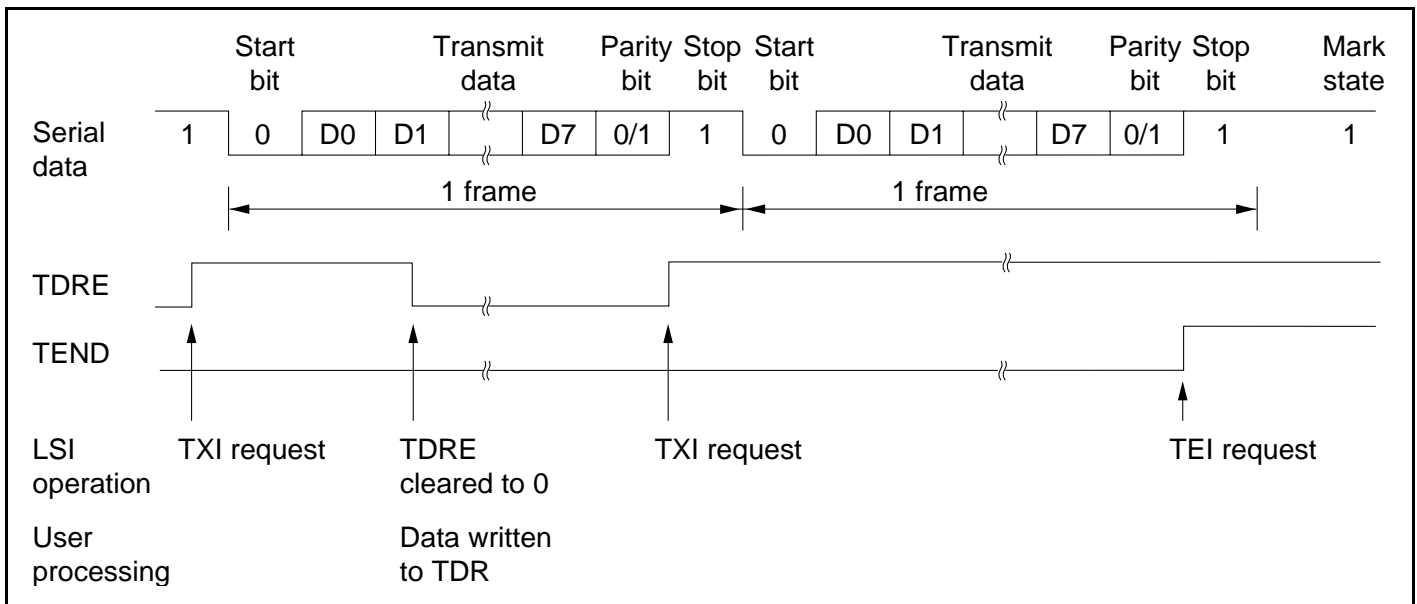 Start bit Transmit data Parity bit Stop bit Start bit Transmit data Parity bit Stop bit Mark state
Serial data 1 0 D0 D1 D7 0/1 1 0 D0 D1 D7 0/1 1 1
1 frame 1 frame
TDRE
TEND
LSI operation TXI request TDRE cleared to 0 TXI request TEI request
User processing Data written to TDR